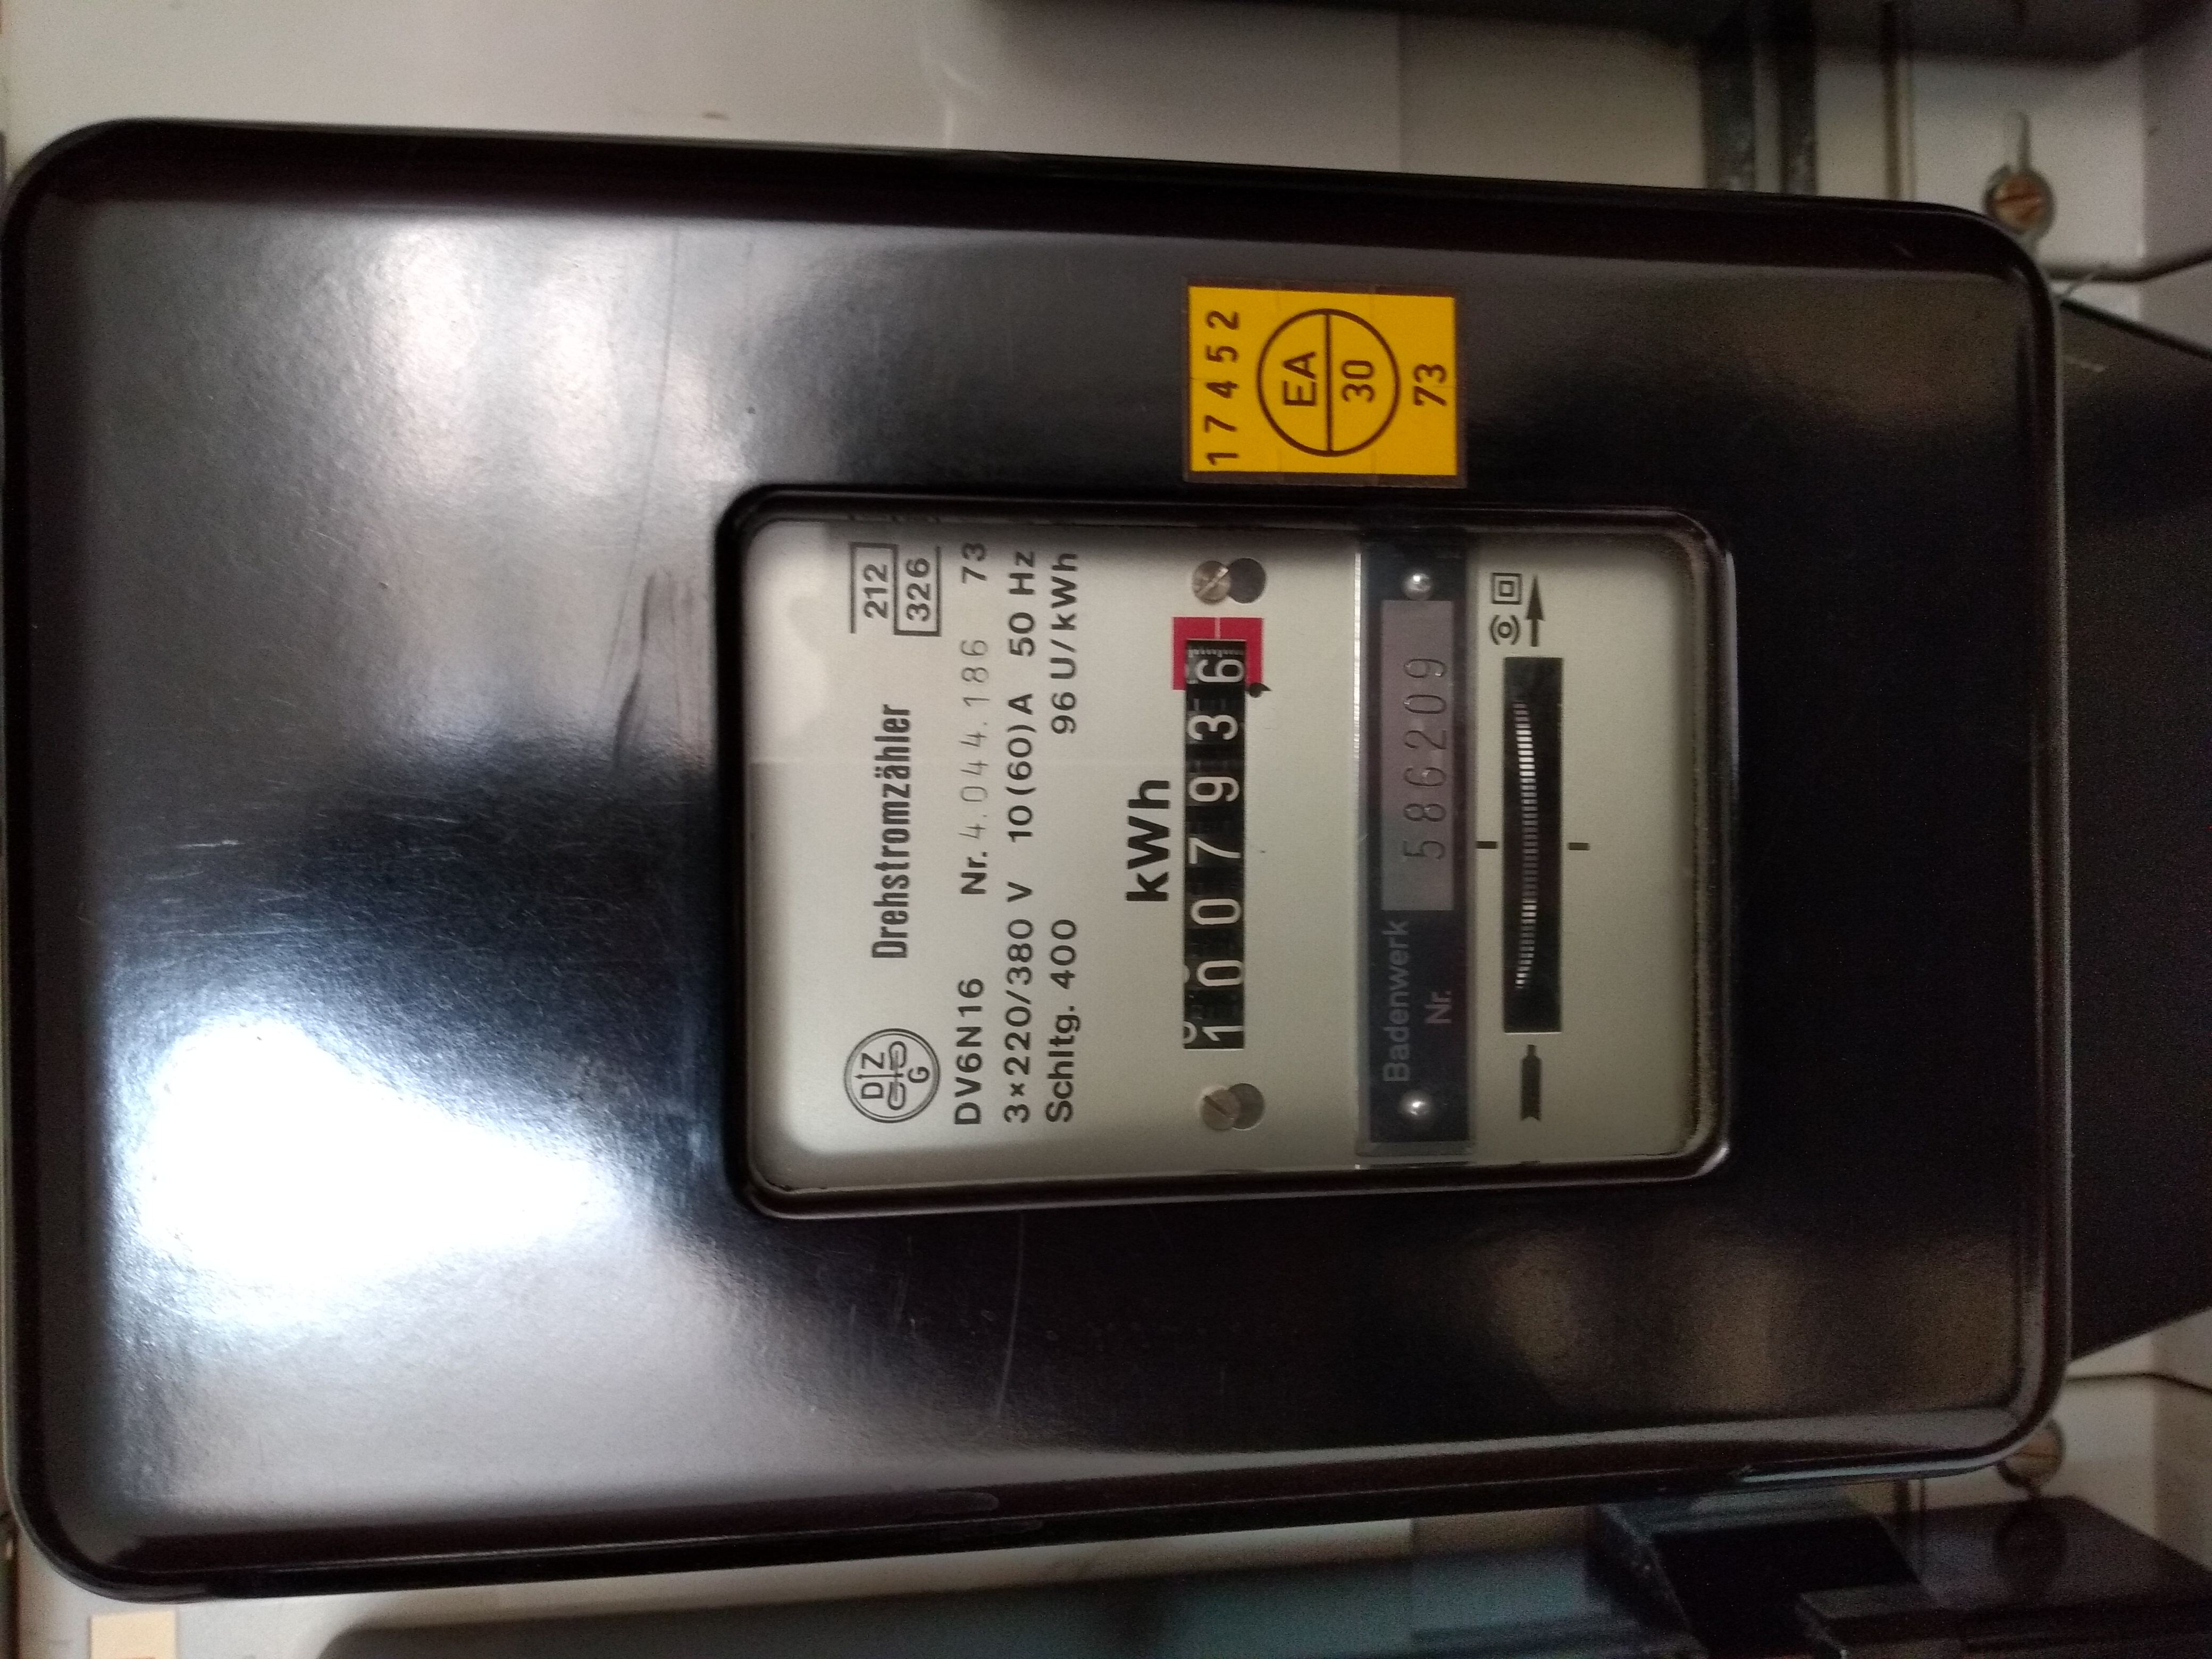 D Z
G
Drehstromzähler
212
326
DV6N16 Nr. 4.044.186 73
3×220/380 V 10(60)A 50 Hz
Schltg. 400 96 U/kWh
kWh
1007936
,
Badenwerk
Nr. 586209
17452
EA
30
73